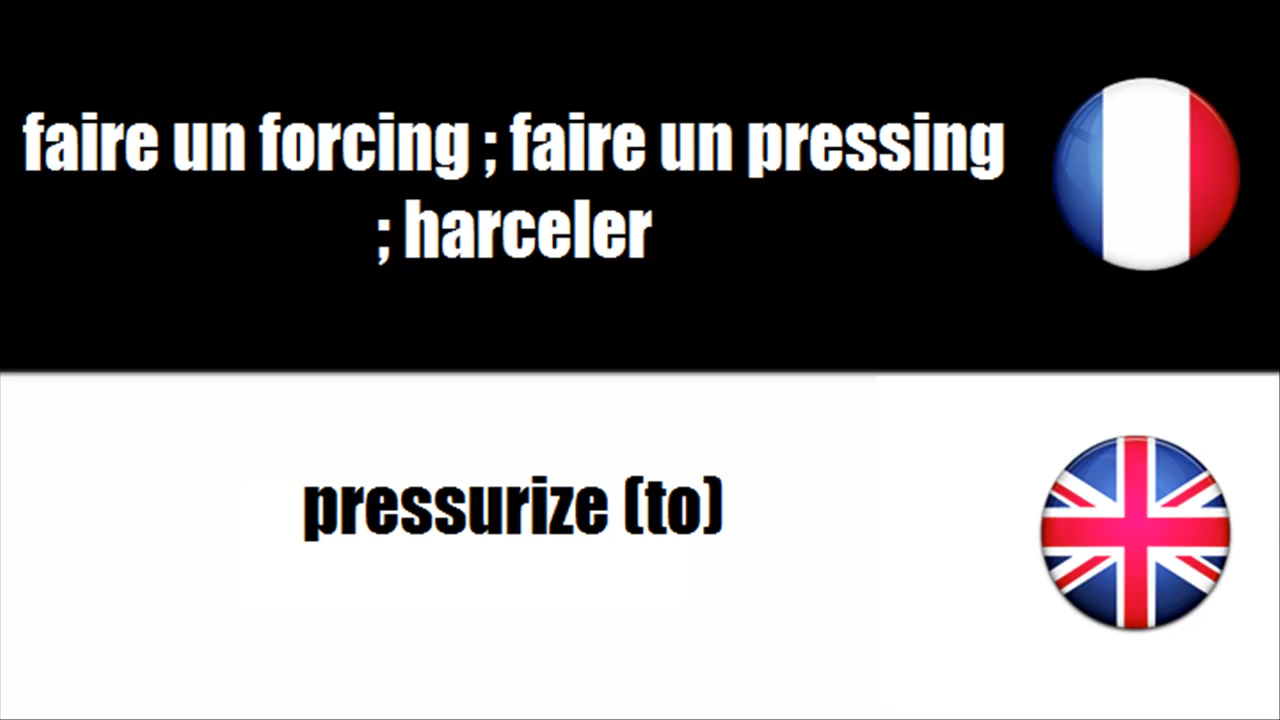 faire un forcing ; faire un pressing
; harceler
pressurize (to)